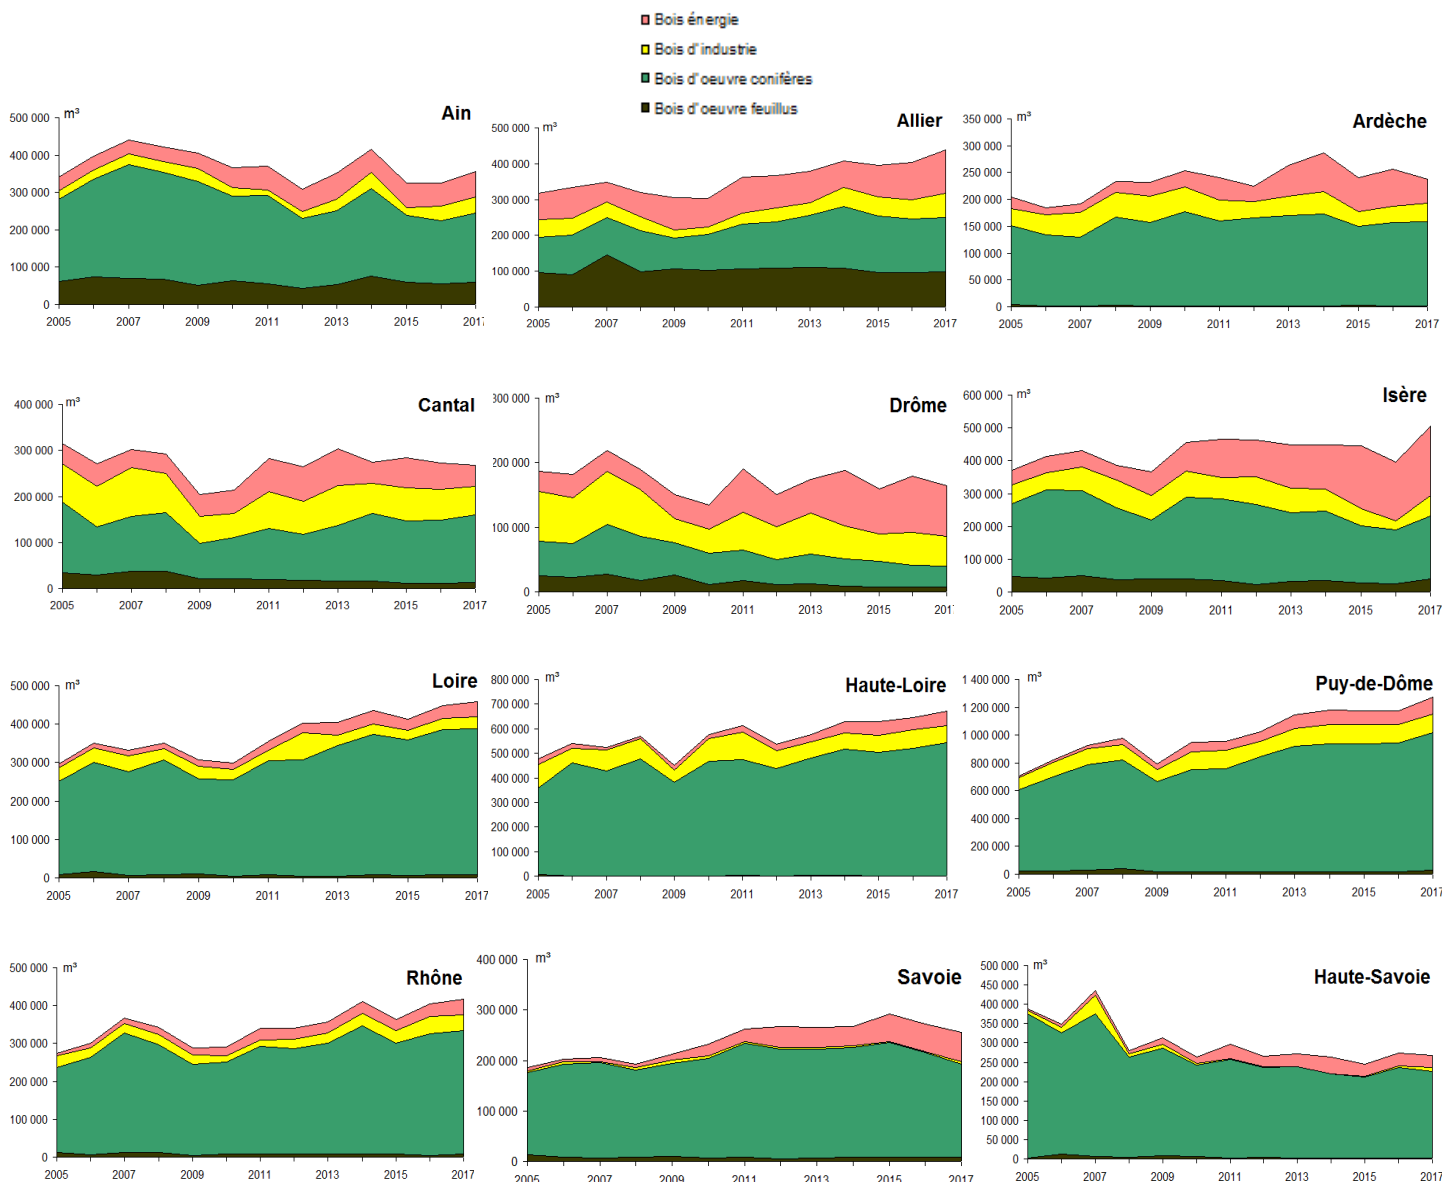 Bois énergie
Bois d'industrie
Bois d'oeuvre conifères
Bois d'oeuvre feuillus
m³
Ain
500 000
400 000
300 000
200 000
100 000
0
2005 2007 2009 2011 2013 2015 2017
m³
Allier
500 000
400 000
300 000
200 000
100 000
0
2005 2007 2009 2011 2013 2015 2017
m³
Ardèche
350 000
300 000
250 000
200 000
150 000
100 000
50 000
0
2005 2007 2009 2011 2013 2015 2017
m³
Cantal
400 000
300 000
200 000
100 000
0
2005 2007 2009 2011 2013 2015 2017
m³
Drôme
300 000
200 000
100 000
0
2005 2007 2009 2011 2013 2015 2017
m³
Isère
600 000
500 000
400 000
300 000
200 000
100 000
0
2005 2007 2009 2011 2013 2015 2017
m³
Loire
500 000
400 000
300 000
200 000
100 000
0
2005 2007 2009 2011 2013 2015 2017
m³
Haute-Loire
800 000
700 000
600 000
500 000
400 000
300 000
200 000
100 000
0
2005 2007 2009 2011 2013 2015 2017
m³
Puy-de-Dôme
1 400 000
1 200 000
1 000 000
800 000
600 000
400 000
200 000
0
2005 2007 2009 2011 2013 2015 2017
m³
Rhône
500 000
400 000
300 000
200 000
100 000
0
2005 2007 2009 2011 2013 2015 2017
m³
Savoie
400 000
300 000
200 000
100 000
0
2005 2007 2009 2011 2013 2015 2017
m³
Haute-Savoie
500 000
450 000
400 000
350 000
300 000
250 000
200 000
150 000
100 000
50 000
0
2005 2007 2009 2011 2013 2015 2017